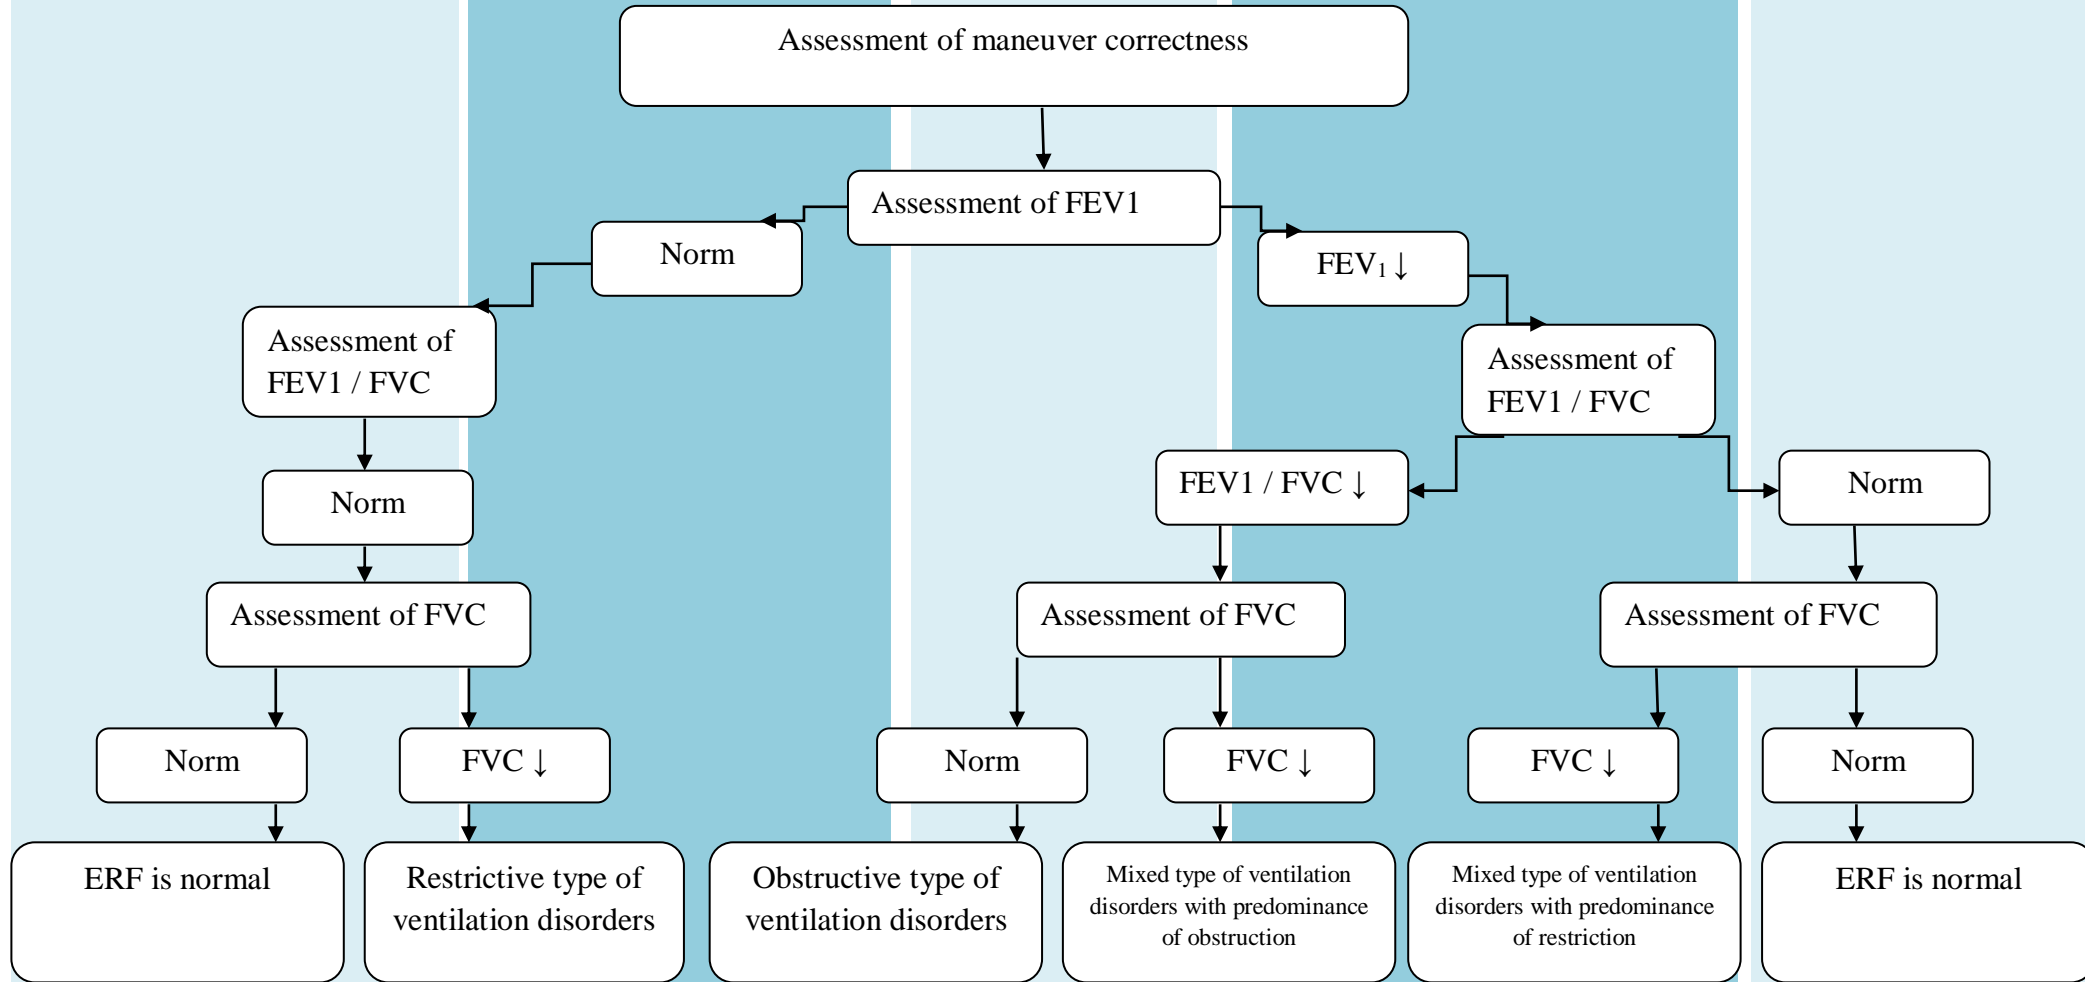 Assessment of maneuver correctness
Assessment of FEV1
Norm
FEV₁ ↓
Assessment of
FEV1 / FVC
Assessment of
FEV1 / FVC
Norm
FEV1 / FVC ↓
Norm
Assessment of FVC
Assessment of FVC
Assessment of FVC
Norm
FVC ↓
Norm
FVC ↓
FVC ↓
Norm
ERF is normal
Restrictive type of
ventilation disorders
Obstructive type of
ventilation disorders
Mixed type of ventilation
disorders with predominance
of obstruction
Mixed type of ventilation
disorders with predominance
of restriction
ERF is normal